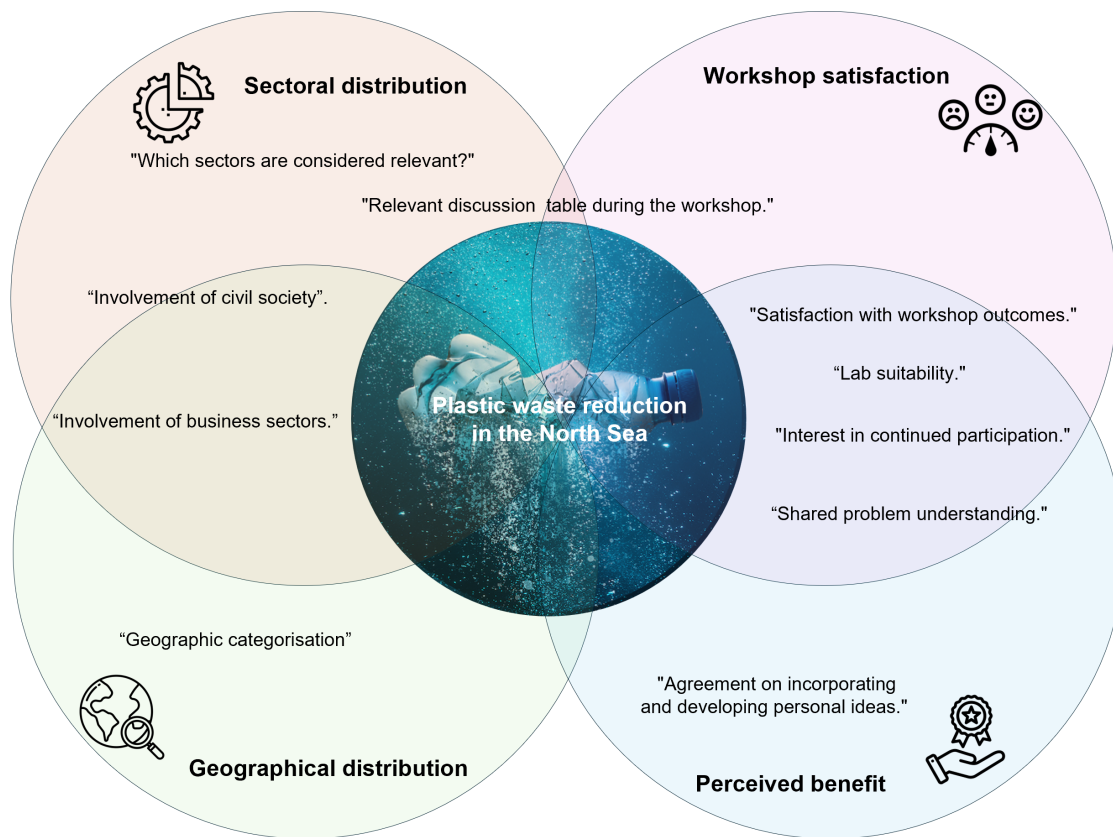 Sectoral distribution
Workshop satisfaction
"Which sectors are considered relevant?"
"Relevant discussion  table during the workshop."
“Involvement of civil society”.
"Satisfaction with workshop outcomes."
“Lab suitability."
“Involvement of business sectors.”
Plastic waste reduction
in the North Sea
"Interest in continued participation."
“Shared problem understanding."
“Geographic categorisation”
"Agreement on incorporating
and developing personal ideas."
Geographical distribution
Perceived benefit